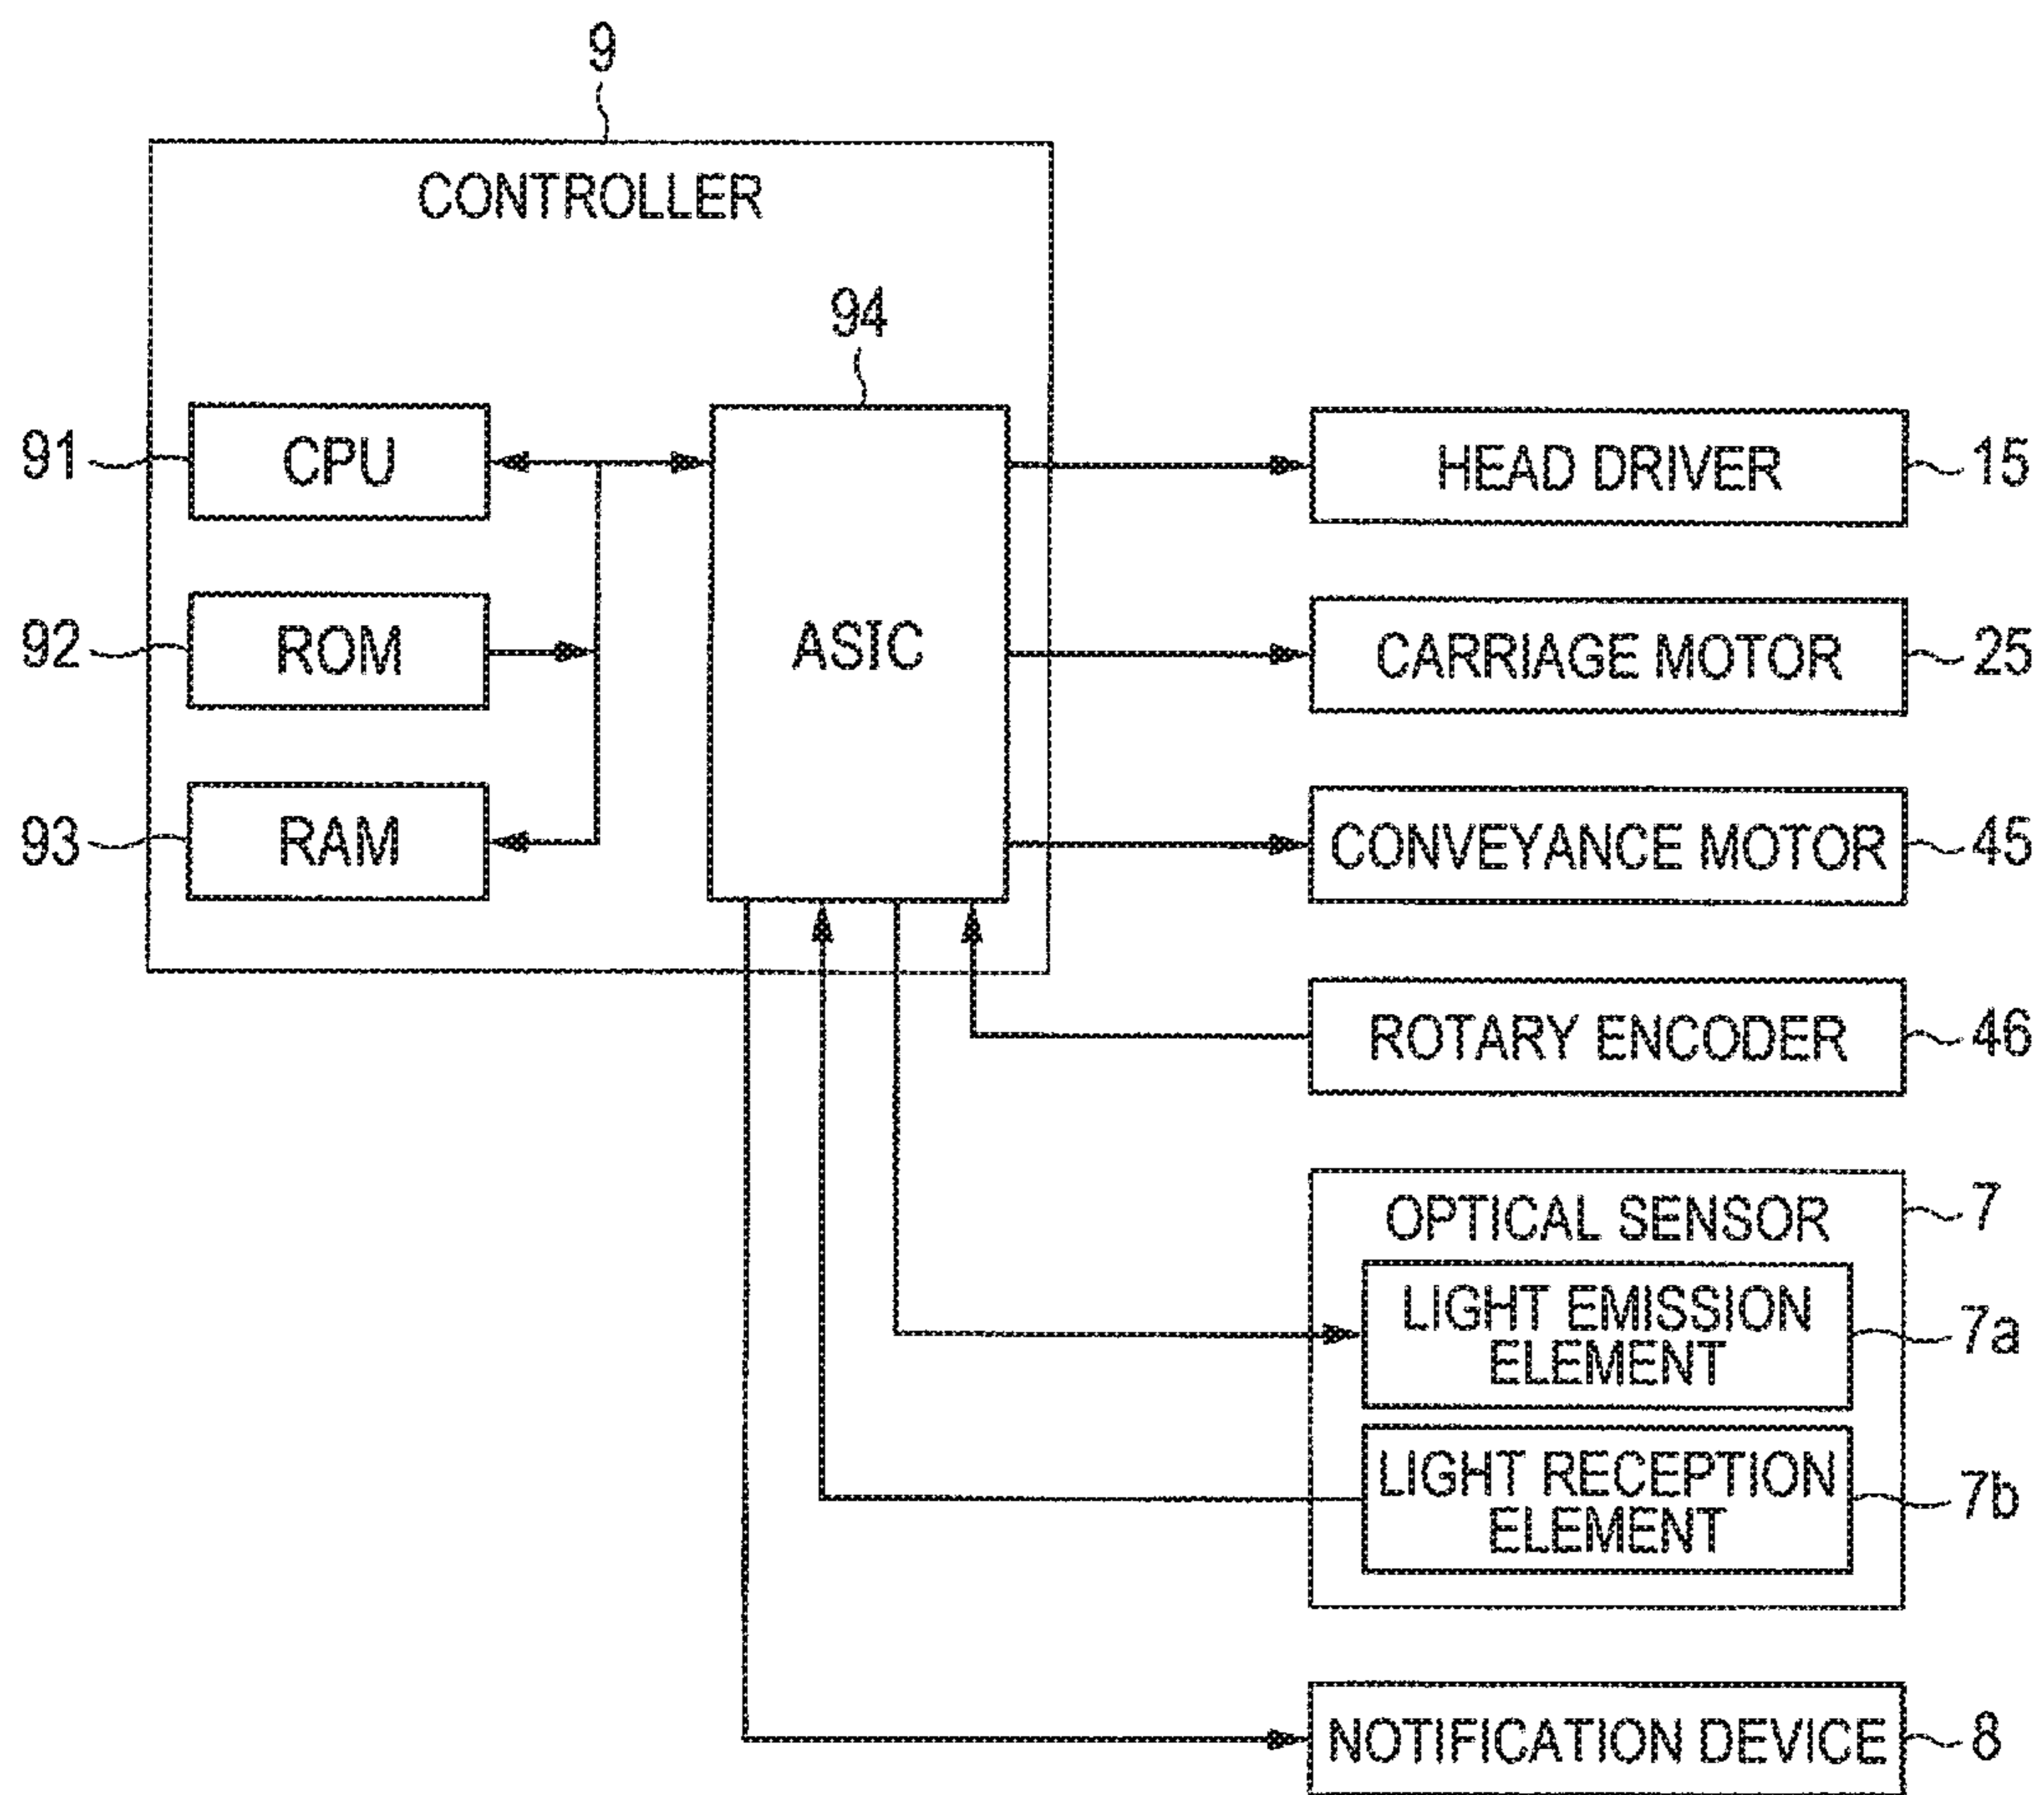 9
CONTROLLER
94
91
CPU
HEAD DRIVER
15
92
ROM
ASIC
CARRIAGE MOTOR
25
93
RAM
CONVEYANCE MOTOR
45
ROTARY ENCODER
46
OPTICAL SENSOR
7
LIGHT EMISSION
ELEMENT
7a
LIGHT RECEPTION
ELEMENT
7b
NOTIFICATION DEVICE
8